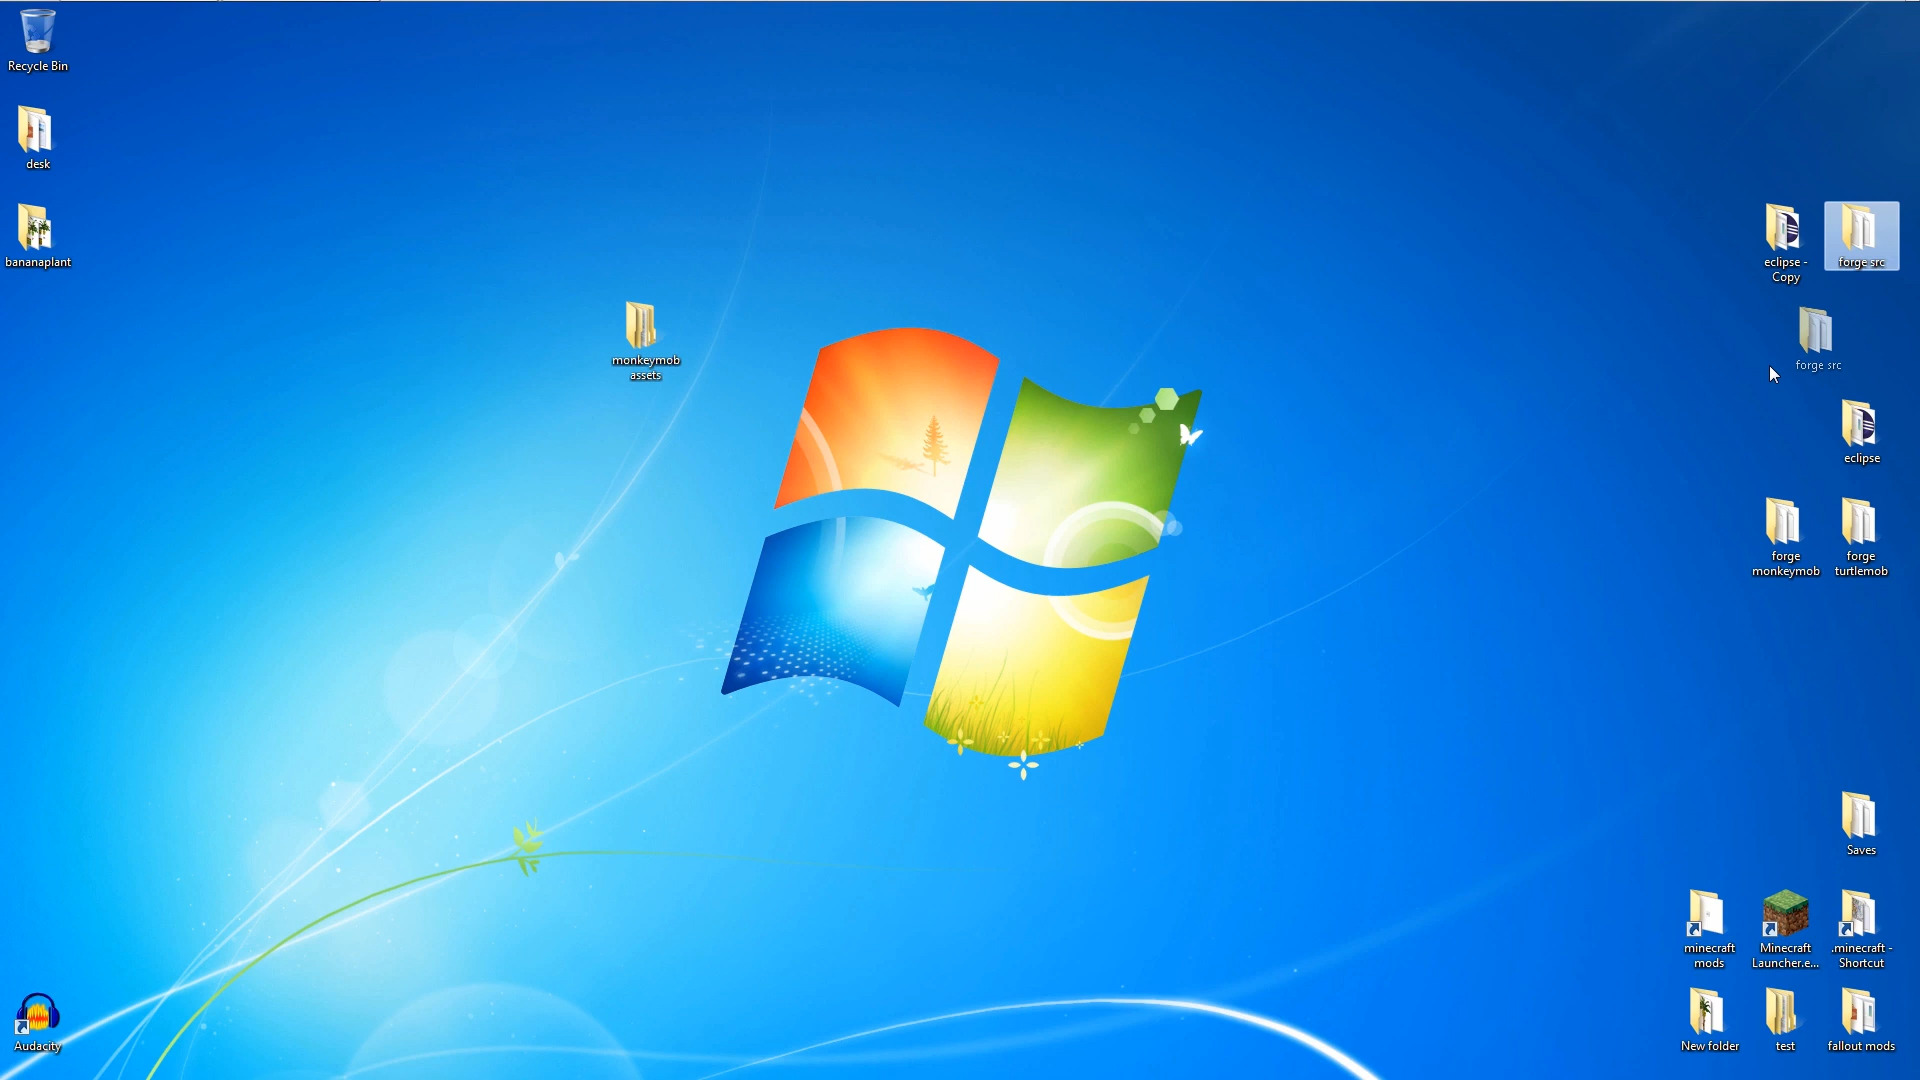 Recycle Bin
desk
bananaplant
monkeymob
assets
eclipse -
Copy
forge src
forge src
eclipse
forge
monkeymob
forge
turtlemob
Saves
minecraft
mods
Minecraft
Launcher.e...
.minecraft -
Shortcut
Audacity
New folder
test
fallout mods